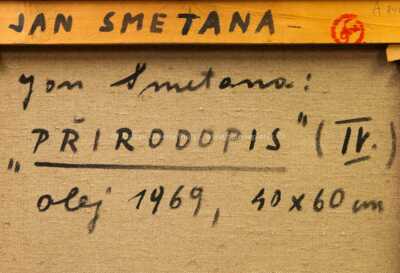 JAN SMETANA
Jan Smetana:
„PŘIRODOPIS" (IV.)
olej 1969, 40x60 cm